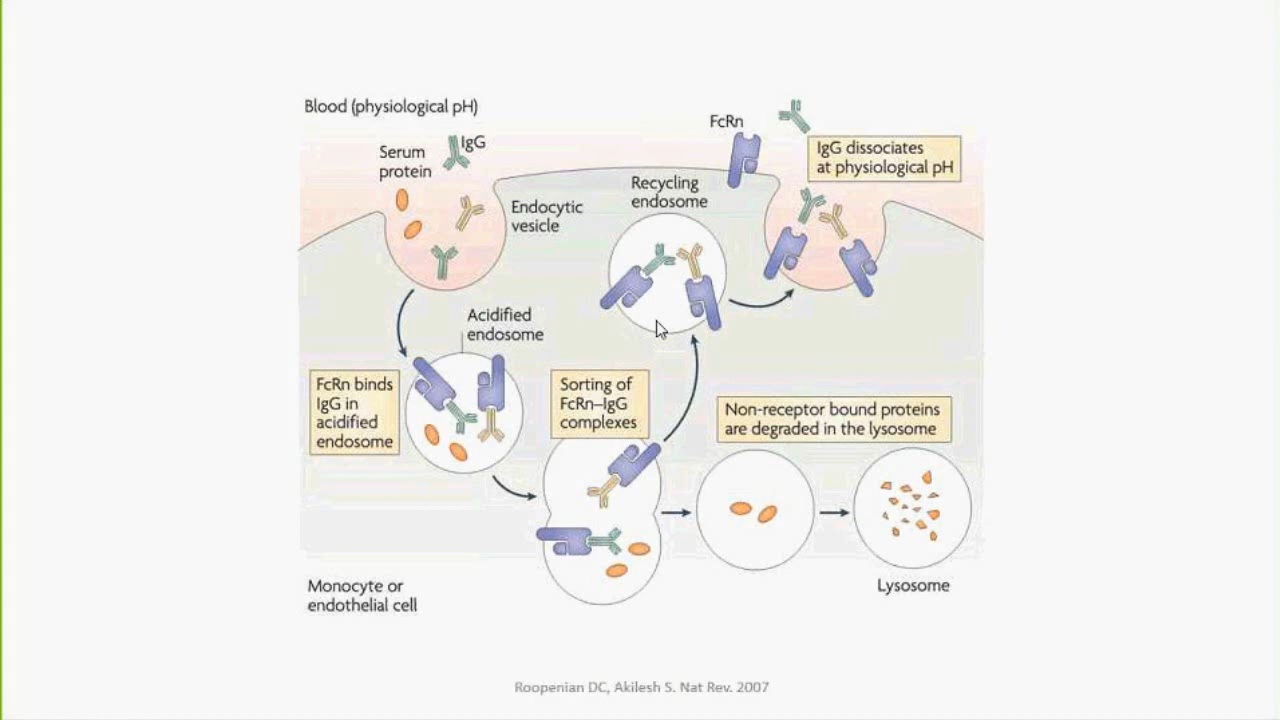 Blood (physiological pH)
IgG
Serum
protein
Endocytic
vesicle
Recycling
endosome
FcRn
IgG dissociates
at physiological pH
Acidified
endosome
FcRn binds
IgG in
acidified
endosome
Sorting of
FcRn–IgG
complexes
Non-receptor bound proteins
are degraded in the lysosome
Monocyte or
endothelial cell
Lysosome
Roopenian DC, Akilesh S. Nat Rev. 2007